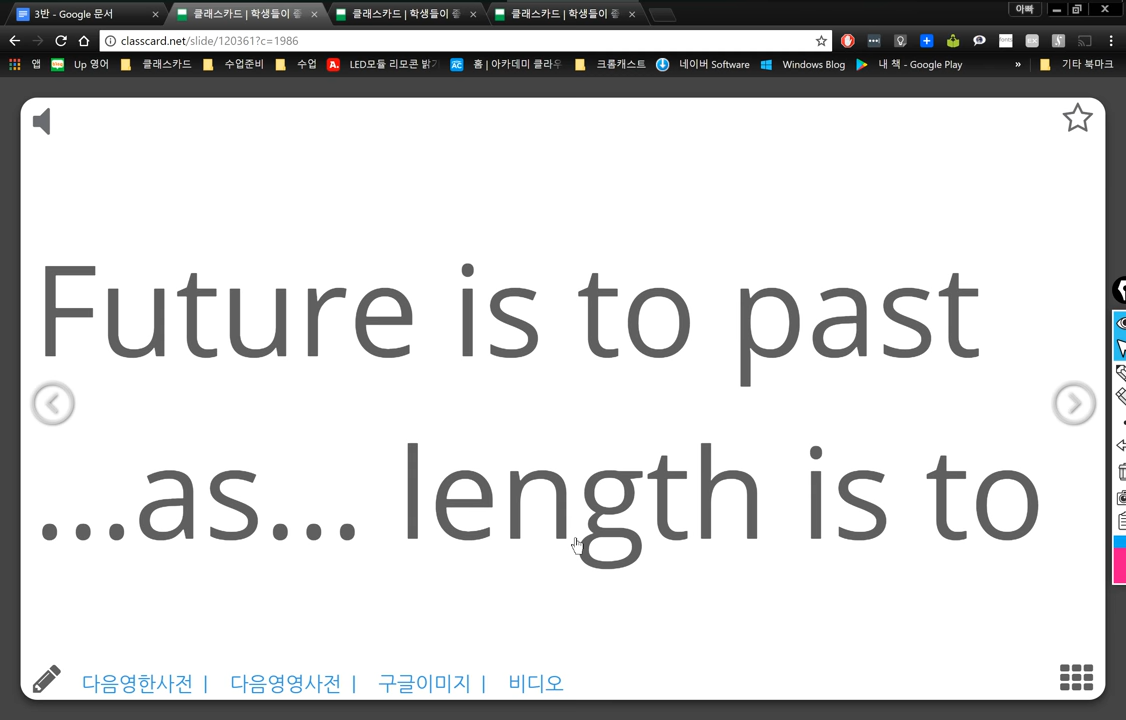 3반 - Google 문서
클래스카드 | 학생들이 좋
클래스카드 | 학생들이 좋
클래스카드 | 학생들이 좋
아빠
classcard.net/slide/120361?c=1986
앱 Up 영어 클래스카드 수업준비 수업 LED모듈 리모콘 밝기 홈 | 아카데미 클라우 크롬캐스트 네이버 Software Windows Blog 내 책 - Google Play » 기타 북마크
Future is to past
...as... length is to
다음영한사전 | 다음영영사전 | 구글이미지 | 비디오